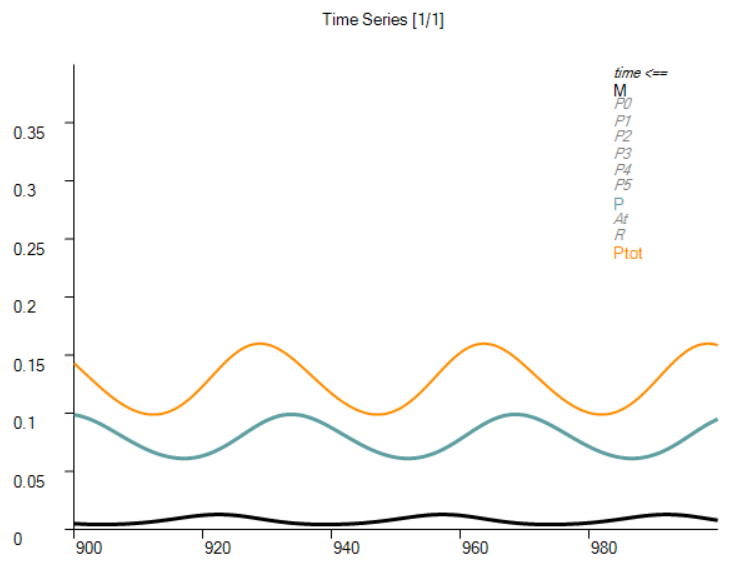 Time Series [1/1]
time <==
M
P0
P1
P2
P3
P4
P5
P
At
R
Ptot
0.35
0.3
0.25
0.2
0.15
0.1
0.05
0
900 920 940 960 980